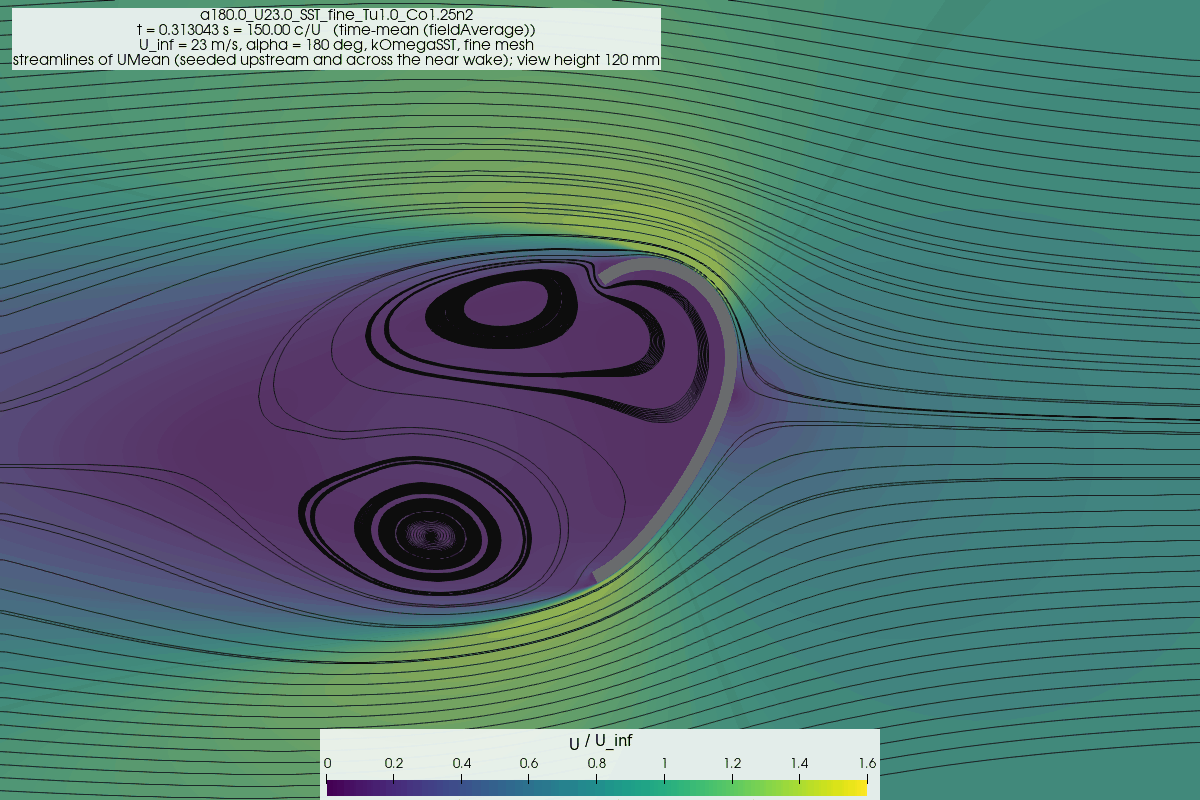 a180.0_U23.0_SST_fine_Tu1.0_Co1.25n2
t = 0.313043 s = 150.00 c/U (time-mean (fieldAverage))
U_inf = 23 m/s, alpha = 180 deg, kOmegaSST, fine mesh
streamlines of UMean (seeded upstream and across the near wake); view height 120 mm
U / U_inf
0 0.2 0.4 0.6 0.8 1 1.2 1.4 1.6